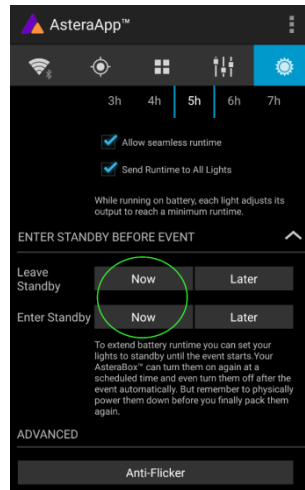 AsteraApp™
3h 4h 5h 6h 7h
Allow seamless runtime
Send Runtime to All Lights
While running on battery, each light adjusts its
output to reach a minimum runtime.
ENTER STANDBY BEFORE EVENT
Leave
Standby
Now
Later
Enter Standby
Now
Later
To extend battery runtime you can set your
lights to standby until the event starts.Your
AsteraBox™ can turn them on again at a
scheduled time and even turn them off after the
event automatically. But remember to physically
power them down before you finally pack them
again.
ADVANCED
Anti-Flicker